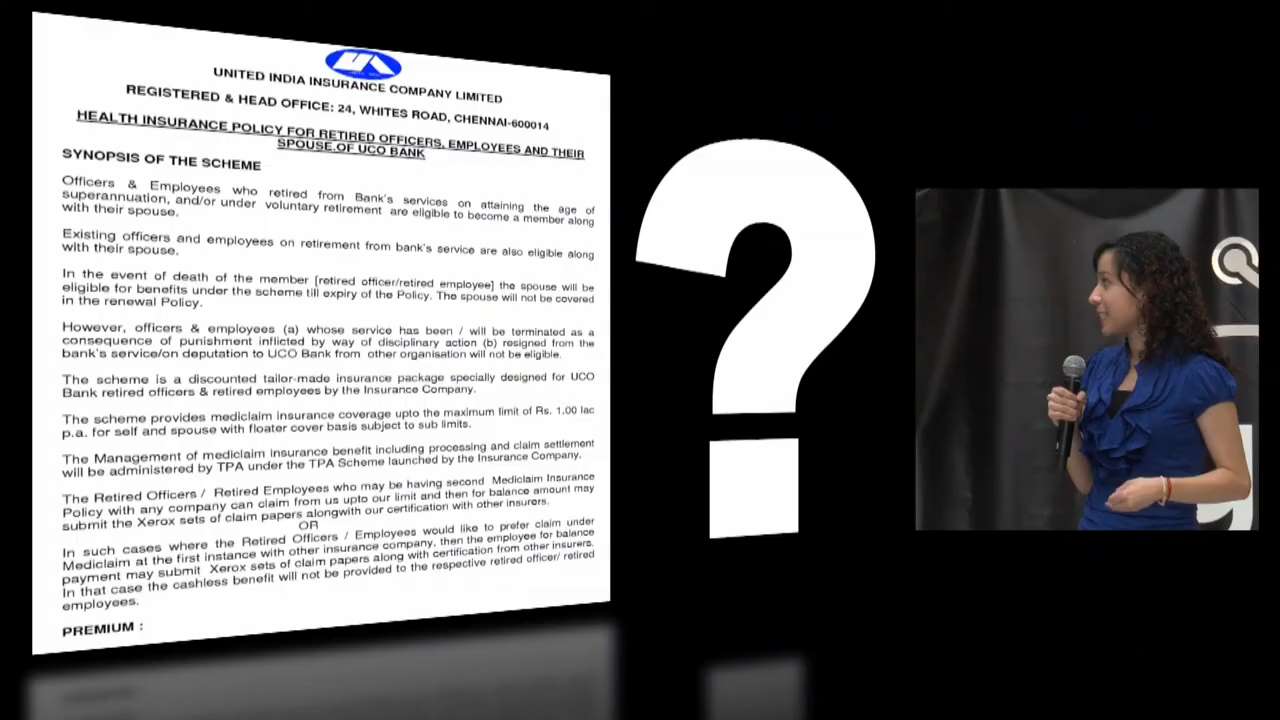 UNITED INDIA INSURANCE COMPANY LIMITED
REGISTERED & HEAD OFFICE: 24, WHITES ROAD, CHENNAI-600014
HEALTH INSURANCE POLICY FOR RETIRED OFFICERS, EMPLOYEES AND THEIR
SPOUSE.OF UCO BANK
SYNOPSIS OF THE SCHEME
Officers & Employees who retired from Bank's services on attaining the age of
superannuation, and/or under voluntary retirement are eligible to become a member along
with their spouse.
Existing officers and employees on retirement from bank's service are also eligible along
with their spouse.
In the event of death of the member [retired officer/retired employee] the spouse will be
eligible for benefits under the scheme till expiry of the Policy. The spouse will not be covered
in the renewal Policy.
However, officers & employees (a) whose service has been / will be terminated as a
consequence of punishment inflicted by way of disciplinary action (b) resigned from the
bank's service/on deputation to UCO Bank from other organisation will not be eligible.
The scheme is a discounted tailor-made insurance package specially designed for UCO
Bank retired officers & retired employees by the Insurance Company.
The scheme provides mediclaim insurance coverage upto the maximum limit of Rs. 1.00 lac
p.a. for self and spouse with floater cover basis subject to sub limits.
The Management of mediclaim insurance benefit including processing and claim settlement
will be administered by TPA under the TPA Scheme launched by the Insurance Company.
The Retired Officers / Retired Employees who may be having second Mediclaim Insurance
Policy with any company can claim from us upto our limit and then for balance amount may
submit the Xerox sets of claim papers alongwith our certification with other insurers.
OR
In such cases where the Retired Officers / Employees would like to prefer claim under
Mediclaim at the first instance with other insurance company, then the employee for balance
payment may submit Xerox sets of claim papers along with certification from other insurers.
In that case the cashless benefit will not be provided to the respective retired officer/ retired
employees.
PREMIUM :
?